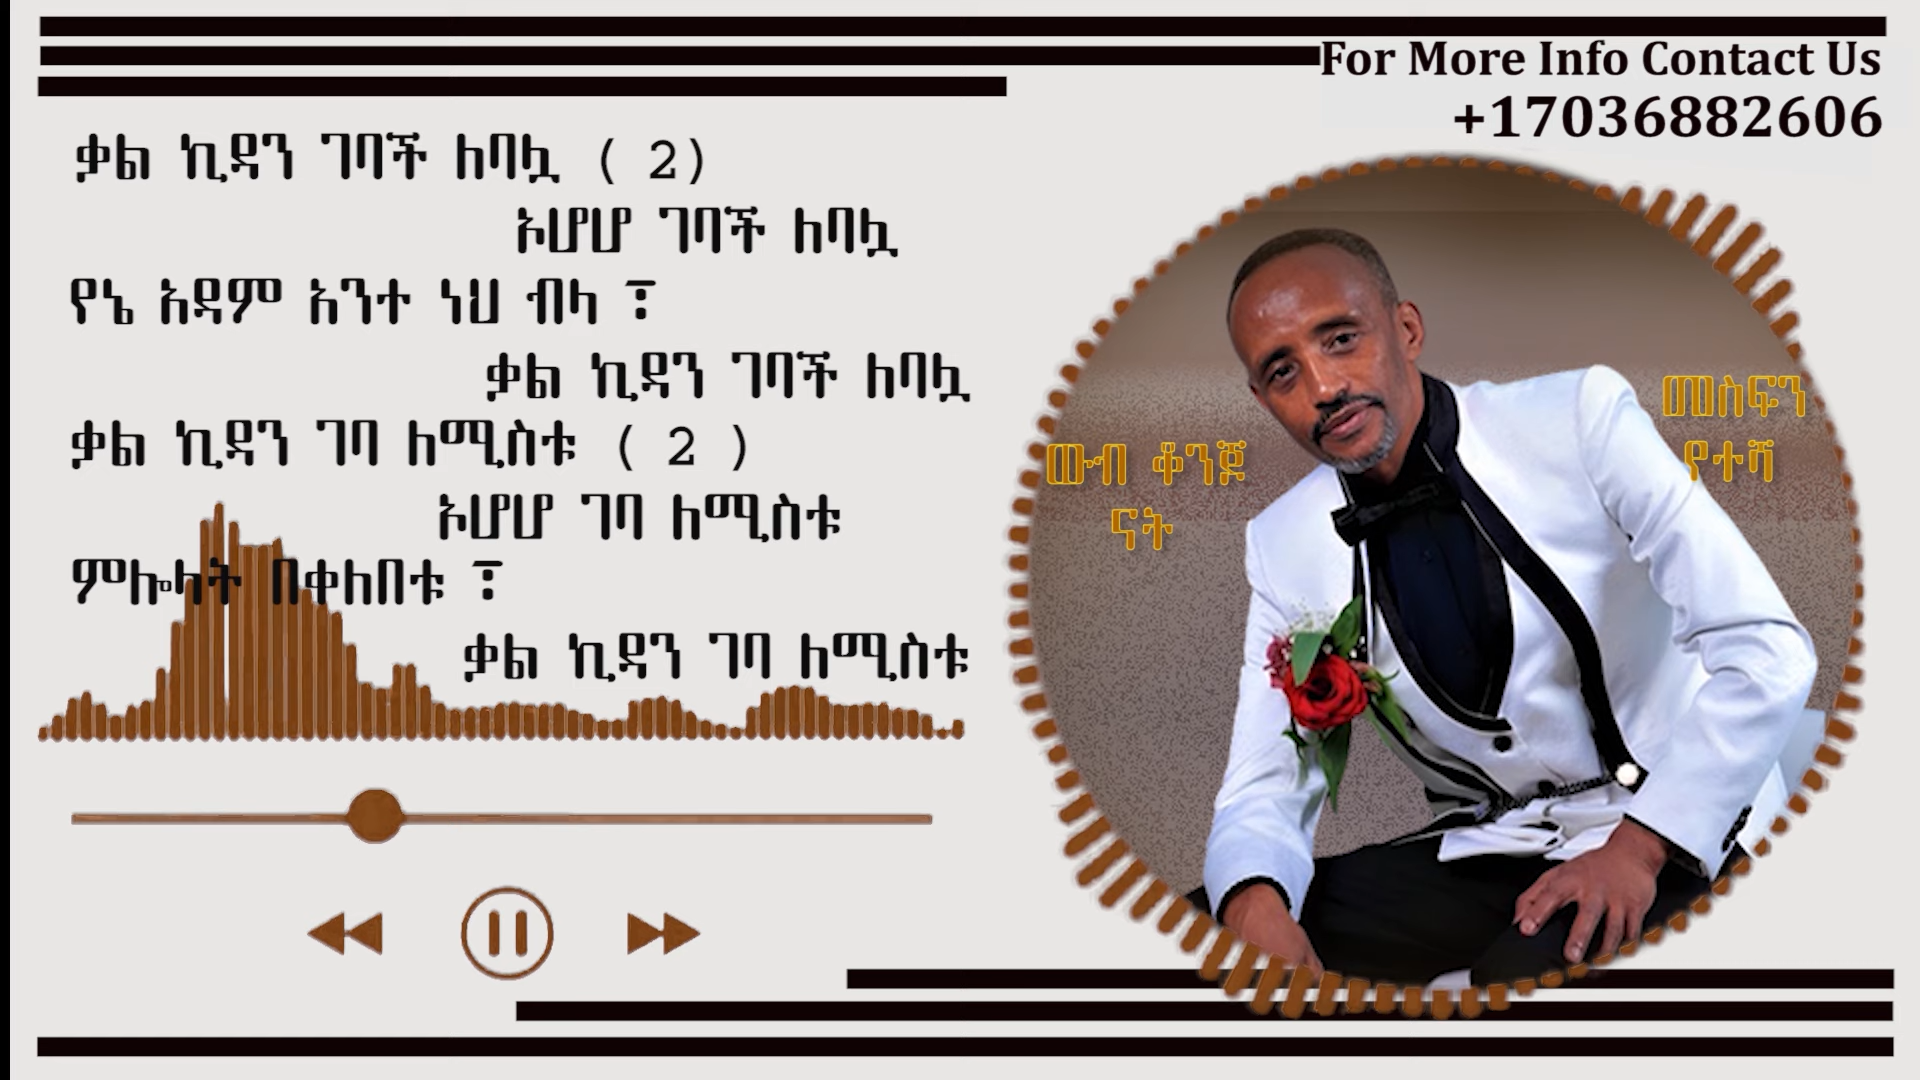 For More Info Contact Us
+17036882606
ቃል ኪዳን ገባች ለባሏ ( 2)
ኦሆሆ ገባች ለባሏ
የኔ አዳም አንተ ነህ ብላ ፣
ቃል ኪዳን ገባች ለባሏ
ቃል ኪዳን ገባ ለሚስቱ ( 2 )
ኦሆሆ ገባ ለሚስቱ
ምሎላት በቀለበቱ ፣
ቃል ኪዳን ገባ ለሚስቱ
ውብ ቆንጆ
ናት
መስፍን
የተሻ